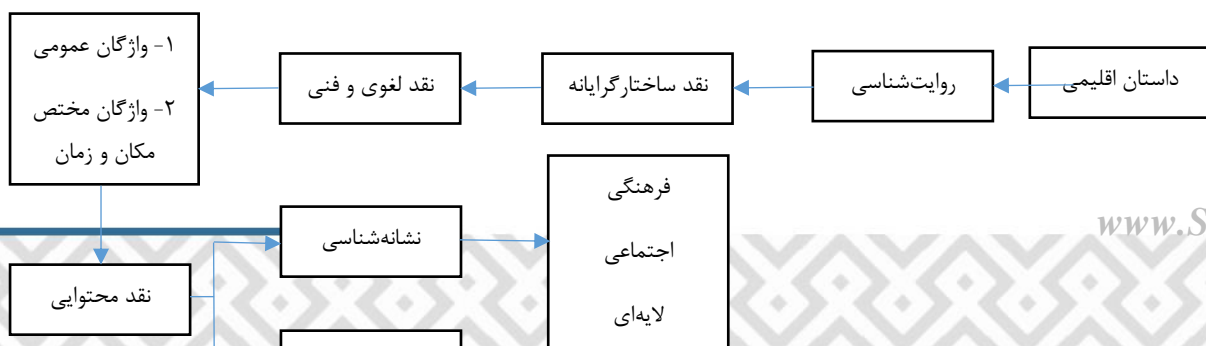 داستان اقلیمی
روایت‌شناسی
نقد ساختارگرایانه
نقد لغوی و فنی
۱- واژگان عمومی
۲- واژگان مختص
مکان و زمان
نقد محتوایی
نشانه‌شناسی
فرهنگی
اجتماعی
لایه‌ای
www.S